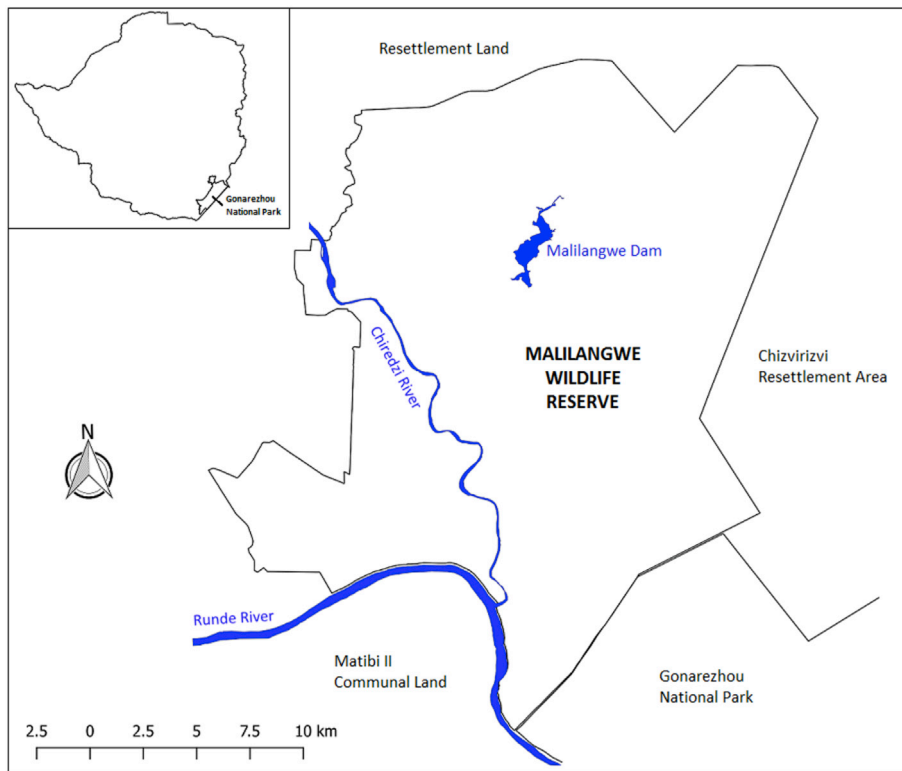 Resettlement Land
Gonarezhou
National Park
Malilangwe Dam
Chiredzi River
MALILANGWE
WILDLIFE
RESERVE
Chizvirizvi
Resettlement Area
N
Runde River
Matibi II
Communal Land
Gonarezhou
National Park
2.5 0 2.5 5 7.5 10 km